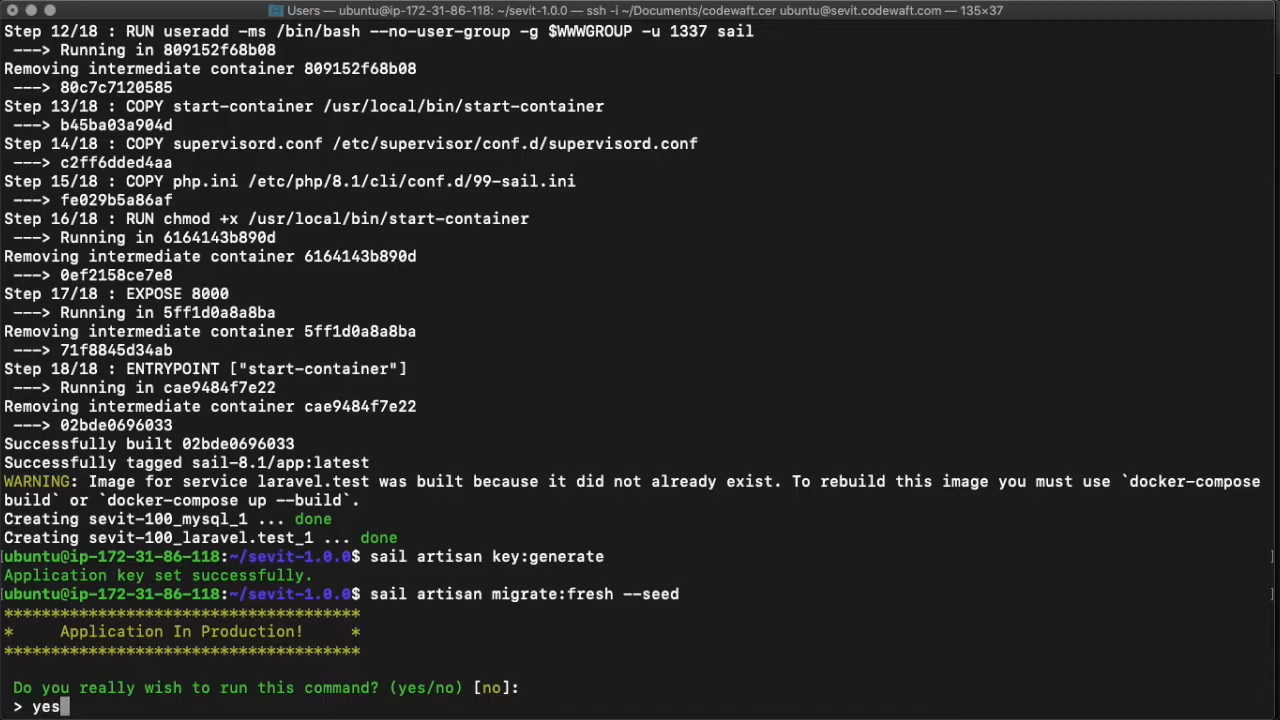 Users — ubuntu@ip-172-31-86-118: ~/sevit-1.0.0 — ssh -i ~/Documents/codewaft.cer ubuntu@sevit.codewaft.com — 135×37
Step 12/18 : RUN useradd -ms /bin/bash --no-user-group -g $WWWGROUP -u 1337 sail
 ---> Running in 809152f68b08
Removing intermediate container 809152f68b08
 ---> 80c7c7120585
Step 13/18 : COPY start-container /usr/local/bin/start-container
 ---> b45ba03a904d
Step 14/18 : COPY supervisord.conf /etc/supervisor/conf.d/supervisord.conf
 ---> c2ff6dded4aa
Step 15/18 : COPY php.ini /etc/php/8.1/cli/conf.d/99-sail.ini
 ---> fe029b5a86af
Step 16/18 : RUN chmod +x /usr/local/bin/start-container
 ---> Running in 6164143b890d
Removing intermediate container 6164143b890d
 ---> 0ef2158ce7e8
Step 17/18 : EXPOSE 8000
 ---> Running in 5ff1d0a8a8ba
Removing intermediate container 5ff1d0a8a8ba
 ---> 71f8845d34ab
Step 18/18 : ENTRYPOINT ["start-container"]
 ---> Running in cae9484f7e22
Removing intermediate container cae9484f7e22
 ---> 02bde0696033
Successfully built 02bde0696033
Successfully tagged sail-8.1/app:latest
WARNING: Image for service laravel.test was built because it did not already exist. To rebuild this image you must use `docker-compose
build` or `docker-compose up --build`.
Creating sevit-100_mysql_1 ... done
Creating sevit-100_laravel.test_1 ... done
[ubuntu@ip-172-31-86-118:~/sevit-1.0.0$ sail artisan key:generate ]
Application key set successfully.
[ubuntu@ip-172-31-86-118:~/sevit-1.0.0$ sail artisan migrate:fresh --seed ]
**************************************
*     Application In Production!     *
**************************************
Do you really wish to run this command? (yes/no) [no]:
> yes